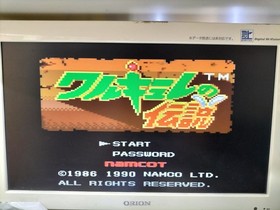 ワルキューレの
伝説
TM
▶START
PASSWORD
namcot
©1986 1990 NAMCO LTD.
ALL RIGHTS RESERVED.
ORION